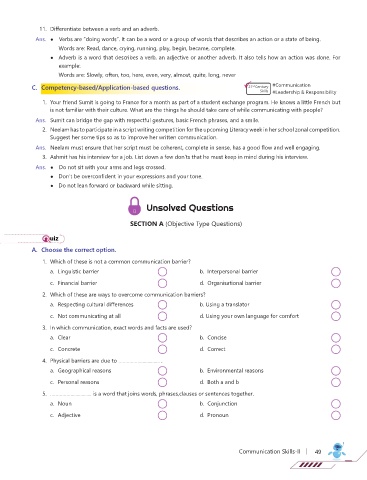 11. Differentiate between a verb and an adverb.
Ans. • Verbs are "doing words". It can be a word or a group of words that describes an action or a state of being.
Words are: Read, dance, crying, running, play, begin, became, complete.
• Adverb is a word that describes a verb, an adjective or another adverb. It also tells how an action was done. For
example:
Words are: Slowly, often, too, here, even, very, almost, quite, long, never
C. Competency-based/Application-based questions.
21st Century Skills #Communication
#Leadership & Responsibility
1. Your friend Sumit is going to France for a month as part of a student exchange program. He knows a little French but
is not familiar with their culture. What are the things he should take care of while communicating with people?
Ans. Sumit can bridge the gap with respectful gestures, basic French phrases, and a smile.
2. Neelam has to participate in a script writing competition for the upcoming Literacy week in her school zonal competition.
Suggest her some tips so as to improve her written communication.
Ans. Neelam must ensure that her script must be coherent, complete in sense, has a good flow and well engaging.
3. Ashmit has his interview for a job. List down a few don'ts that he must keep in mind during his interview.
Ans. • Do not sit with your arms and legs crossed.
• Don't be overconfident in your expressions and your tone.
• Do not lean forward or backward while sitting.
Unsolved Questions
SECTION A (Objective Type Questions)
Quiz
A. Choose the correct option.
1. Which of these is not a common communication barrier?
a. Linguistic barrier b. Interpersonal barrier
c. Financial barrier d. Organisational barrier
2. Which of these are ways to overcome communication barriers?
a. Respecting cultural differences b. Using a translator
c. Not communicating at all d. Using your own language for comfort
3. In which communication, exact words and facts are used?
a. Clear b. Concise
c. Concrete d. Correct
4. Physical barriers are due to ........................
a. Geographical reasons b. Environmental reasons
c. Personal reasons d. Both a and b
5. ........................ is a word that joins words, phrases, clauses or sentences together.
a. Noun b. Conjunction
c. Adjective d. Pronoun
Communication Skills-II | 49